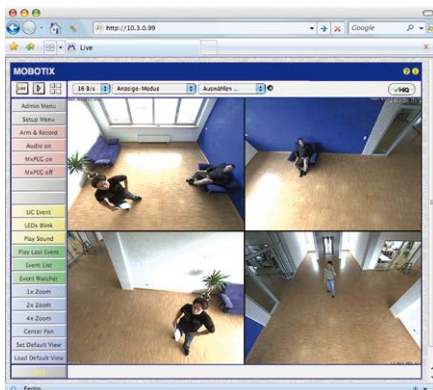 http://10.3.0.99
Google
Live
MOBOTIX
LIVE
16 B/s
Anzeige-Modus
Auswählen ...
HQ
Admin Menu
Setup Menu
Arm & Record
Audio on
MxPEG on
MxPEG off
UC Event
LEDs Blink
Play Sound
Play Last Event
Event List
Event Watcher
1x Zoom
2x Zoom
4x Zoom
Center Pan
Set Default View
Load Default View
Fertig